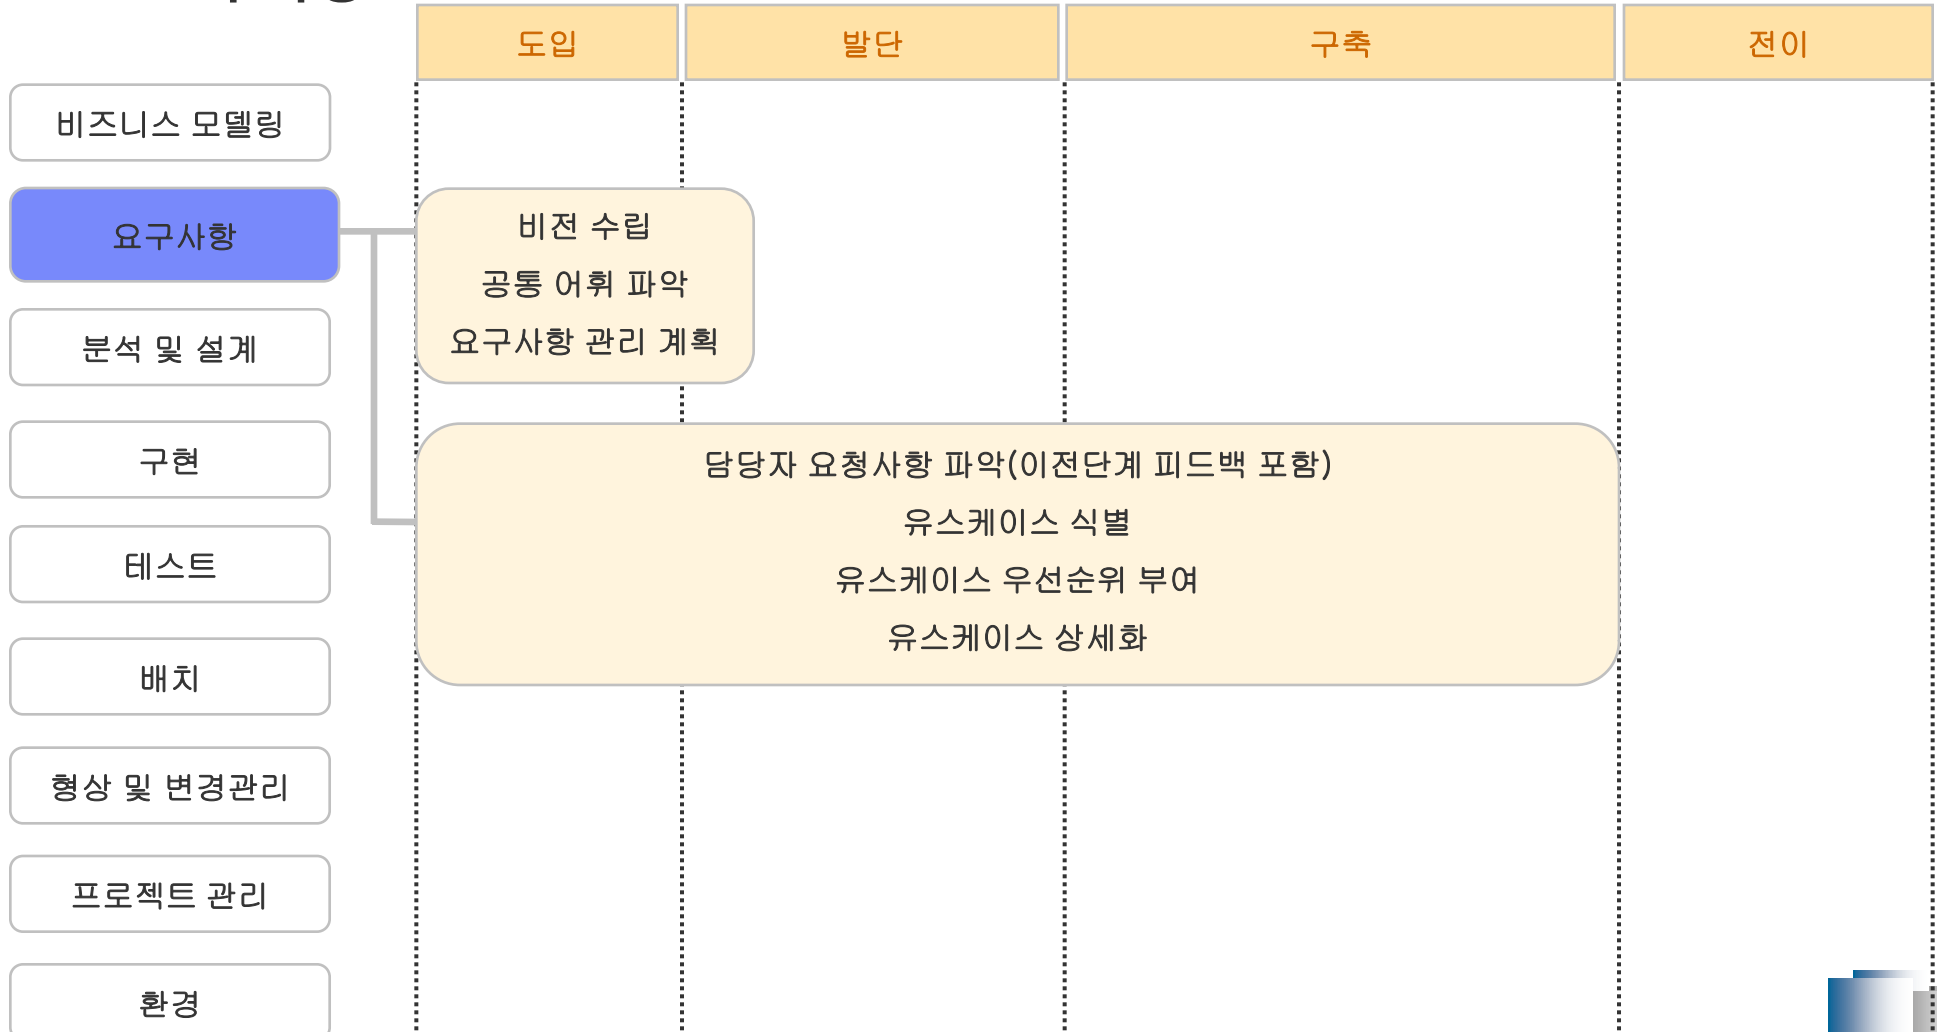 도입
발단
구축
전이
비즈니스 모델링
요구사항
비전 수립
공통 어휘 파악
요구사항 관리 계획
분석 및 설계
구현
담당자 요청사항 파악(이전단계 피드백 포함)
유스케이스 식별
유스케이스 우선순위 부여
유스케이스 상세화
테스트
배치
형상 및 변경관리
프로젝트 관리
환경